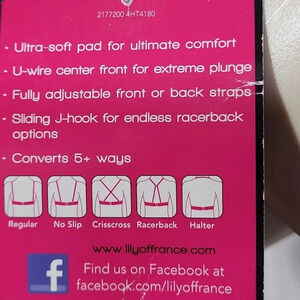 2177200 4HT4180
- Ultra-soft pad for ultimate comfort
- U-wire center front for extreme plunge
- Fully adjustable front or back straps
- Sliding J-hook for endless racerback
options
- Converts 5+ ways
Regular No Slip Crisscross Racerback Halter
www.lilyoffrance.com
f Find us on Facebook at
facebook.com/lilyoffrance